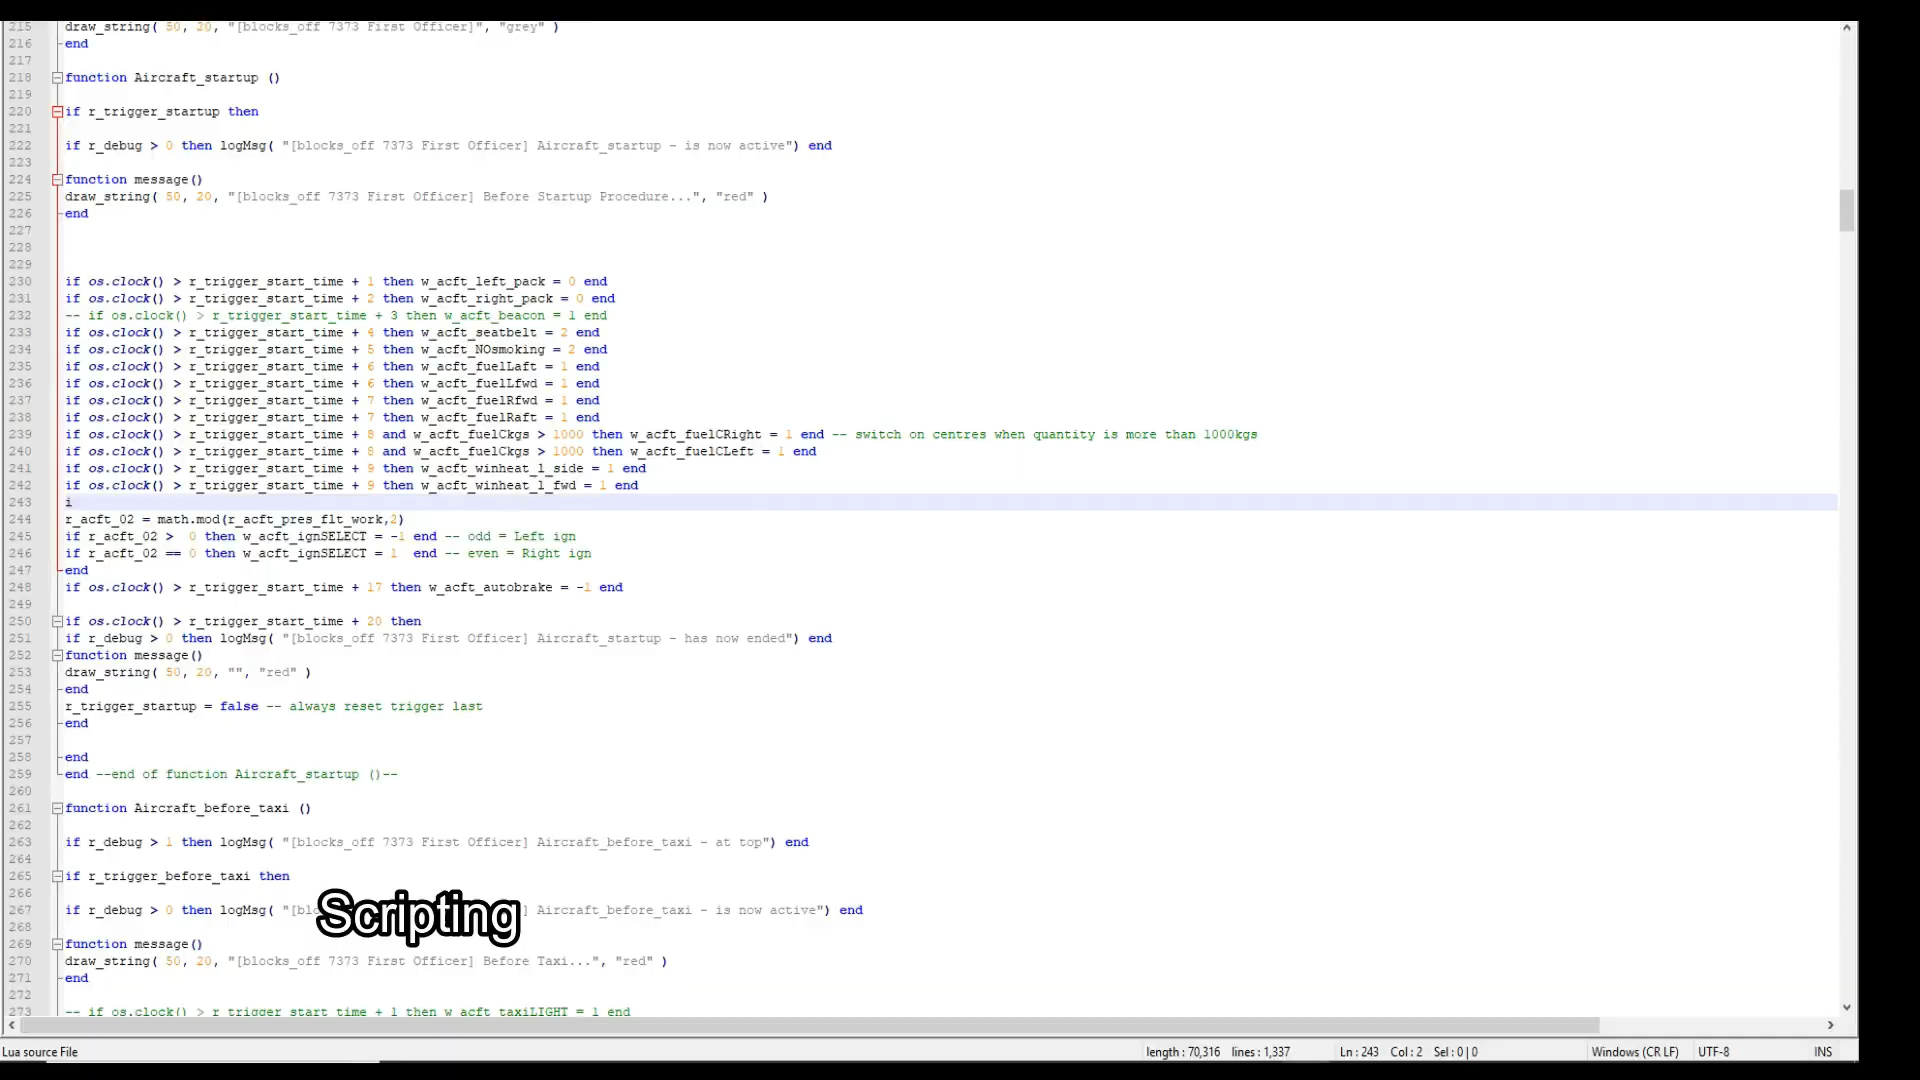 215 draw_string( 50, 20, "[blocks_off 7373 First Officer]", "grey" )
216 end
217
218 function Aircraft_startup ()
219
220 if r_trigger_startup then
221
222 if r_debug > 0 then logMsg( "[blocks_off 7373 First Officer] Aircraft_startup - is now active") end
223
224 function message()
225 draw_string( 50, 20, "[blocks_off 7373 First Officer] Before Startup Procedure...", "red" )
226 end
227
228
229
230 if os.clock() > r_trigger_start_time + 1 then w_acft_left_pack = 0 end
231 if os.clock() > r_trigger_start_time + 2 then w_acft_right_pack = 0 end
232 -- if os.clock() > r_trigger_start_time + 3 then w_acft_beacon = 1 end
233 if os.clock() > r_trigger_start_time + 4 then w_acft_seatbelt = 2 end
234 if os.clock() > r_trigger_start_time + 5 then w_acft_NOsmoking = 2 end
235 if os.clock() > r_trigger_start_time + 6 then w_acft_fuelLaft = 1 end
236 if os.clock() > r_trigger_start_time + 6 then w_acft_fuelLfwd = 1 end
237 if os.clock() > r_trigger_start_time + 7 then w_acft_fuelRfwd = 1 end
238 if os.clock() > r_trigger_start_time + 7 then w_acft_fuelRaft = 1 end
239 if os.clock() > r_trigger_start_time + 8 and w_acft_fuelCkgs > 1000 then w_acft_fuelCRight = 1 end -- switch on centres when quantity is more than 1000kgs
240 if os.clock() > r_trigger_start_time + 8 and w_acft_fuelCkgs > 1000 then w_acft_fuelCLeft = 1 end
241 if os.clock() > r_trigger_start_time + 9 then w_acft_winheat_l_side = 1 end
242 if os.clock() > r_trigger_start_time + 9 then w_acft_winheat_l_fwd = 1 end
243 i
244 r_acft_02 = math.mod(r_acft_pres_flt_work,2)
245 if r_acft_02 >  0 then w_acft_ignSELECT = -1 end -- odd = Left ign
246 if r_acft_02 == 0 then w_acft_ignSELECT = 1  end -- even = Right ign
247 end
248 if os.clock() > r_trigger_start_time + 17 then w_acft_autobrake = -1 end
249
250 if os.clock() > r_trigger_start_time + 20 then
251 if r_debug > 0 then logMsg( "[blocks_off 7373 First Officer] Aircraft_startup - has now ended") end
252 function message()
253 draw_string( 50, 20, "", "red" )
254 end
255 r_trigger_startup = false -- always reset trigger last
256 end
257
258 end
259 end --end of function Aircraft_startup ()--
260
261 function Aircraft_before_taxi ()
262
263 if r_debug > 1 then logMsg( "[blocks_off 7373 First Officer] Aircraft_before_taxi - at top") end
264
265 if r_trigger_before_taxi then
266
267 if r_debug > 0 then logMsg( "[blo Scripting ] Aircraft_before_taxi - is now active") end
268
269 function message()
270 draw_string( 50, 20, "[blocks_off 7373 First Officer] Before Taxi...", "red" )
271 end
272
273 -- if os.clock() > r_trigger_start_time + 1 then w_acft_taxiLIGHT = 1 end
Lua source File length : 70,316 lines : 1,337 Ln : 243 Col : 2 Sel : 0 | 0 Windows (CR LF) UTF-8 INS